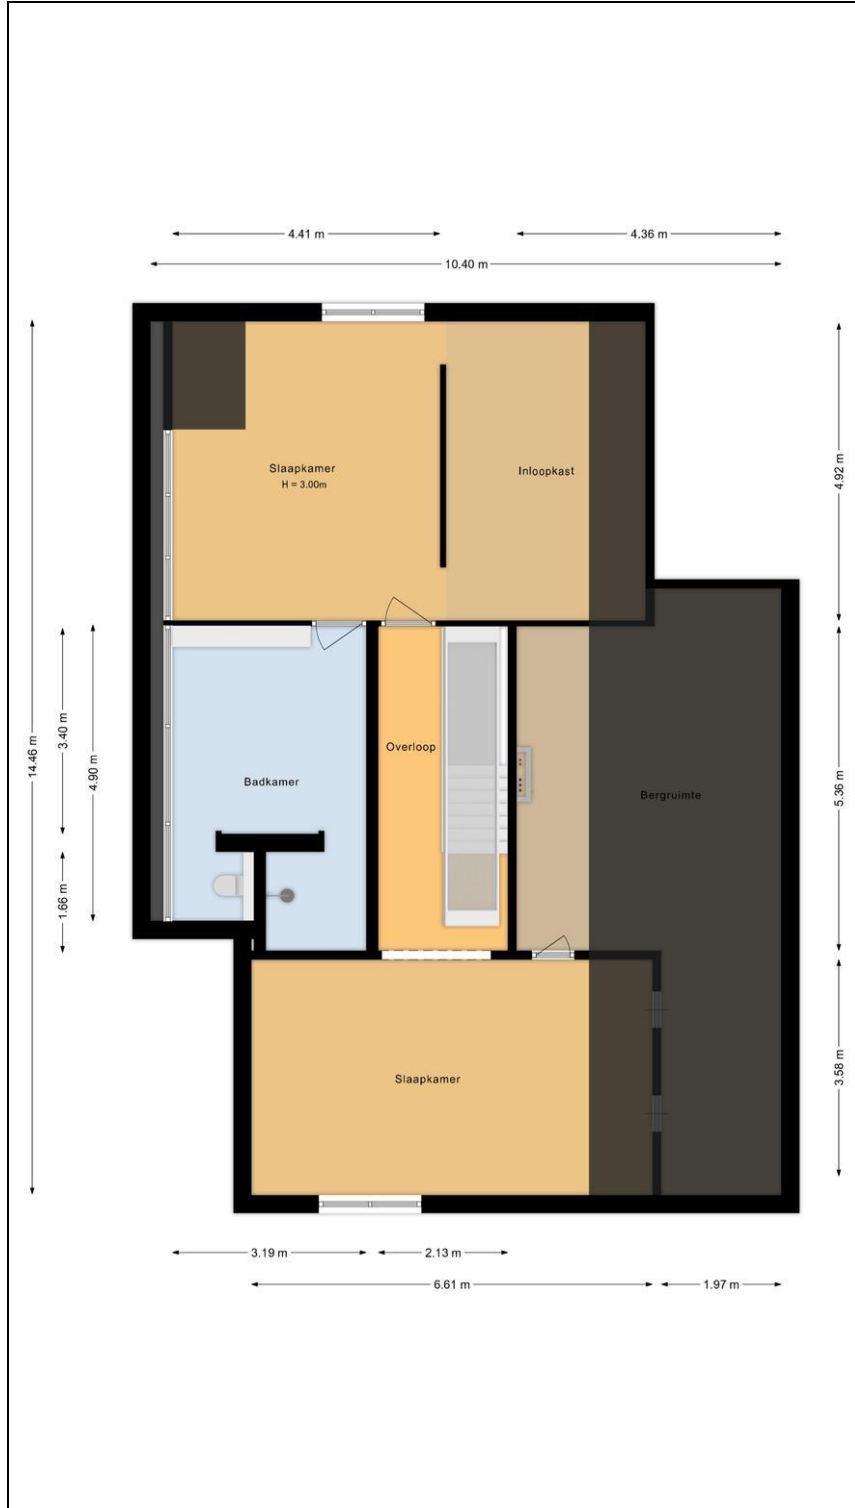 4.41 m
4.36 m
10.40 m
Slaapkamer
H = 3.00m
Inloopkast
4.92 m
14.46 m
3.40 m
4.90 m
1.66 m
Overloop
Badkamer
Bergruimte
5.36 m
Slaapkamer
3.58 m
3.19 m
2.13 m
6.61 m
1.97 m